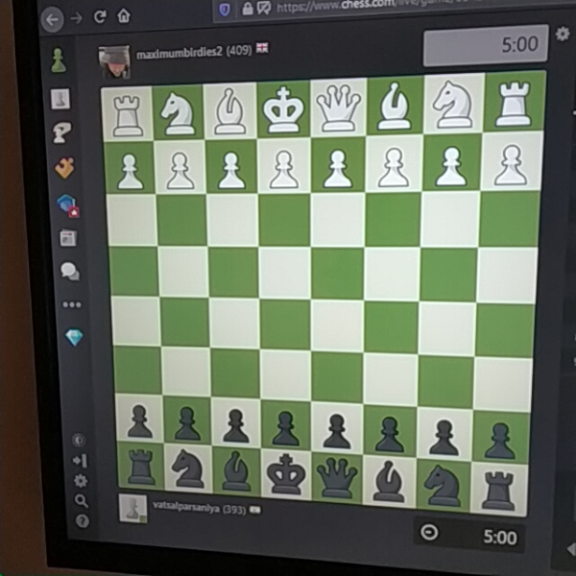 https://www.chess.com/live/game/
maximumbirdies2 (409)
5:00
vatsalparsaniya (393)
5:00